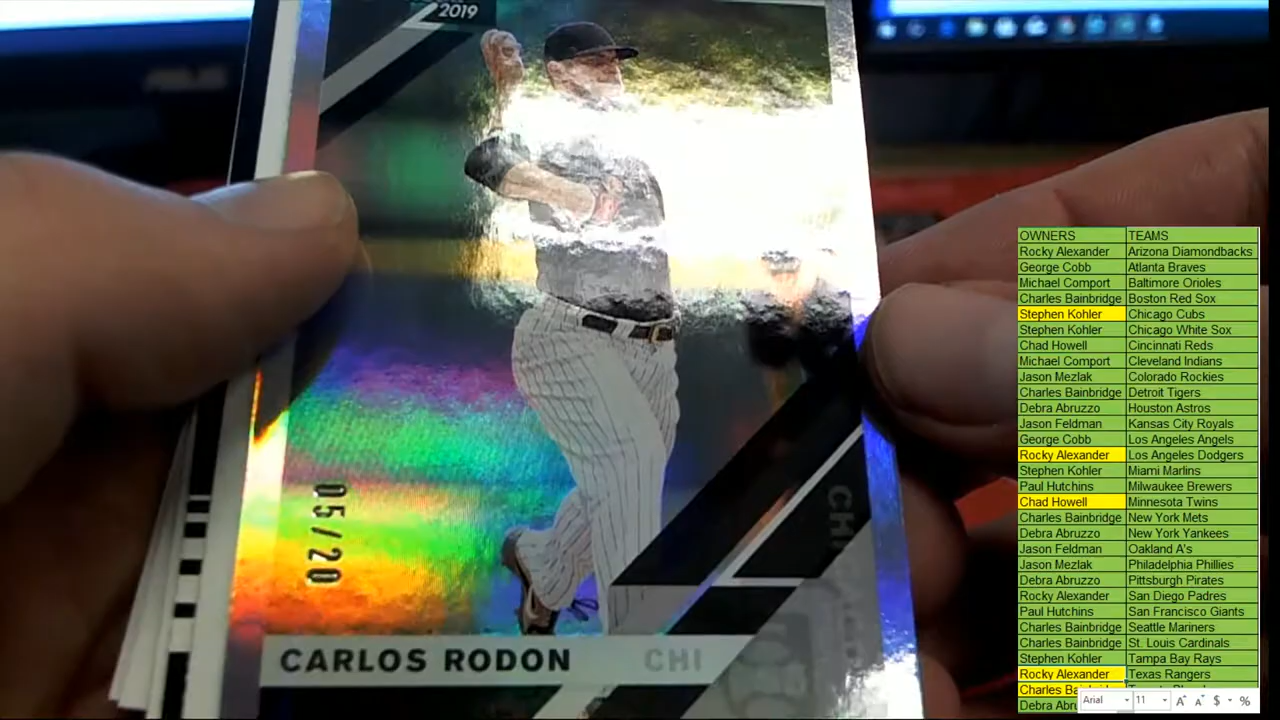 2019
05/20
CARLOS RODON CHI
OWNERS TEAMS
Rocky Alexander Arizona Diamondbacks
George Cobb Atlanta Braves
Michael Comport Baltimore Orioles
Charles Bainbridge Boston Red Sox
Stephen Kohler Chicago Cubs
Stephen Kohler Chicago White Sox
Chad Howell Cincinnati Reds
Michael Comport Cleveland Indians
Jason Mezlak Colorado Rockies
Charles Bainbridge Detroit Tigers
Debra Abruzzo Houston Astros
Jason Feldman Kansas City Royals
George Cobb Los Angeles Angels
Rocky Alexander Los Angeles Dodgers
Stephen Kohler Miami Marlins
Paul Hutchins Milwaukee Brewers
Chad Howell Minnesota Twins
Charles Bainbridge New York Mets
Debra Abruzzo New York Yankees
Jason Feldman Oakland A's
Jason Mezlak Philadelphia Phillies
Debra Abruzzo Pittsburgh Pirates
Rocky Alexander San Diego Padres
Paul Hutchins San Francisco Giants
Charles Bainbridge Seattle Mariners
Charles Bainbridge St. Louis Cardinals
Stephen Kohler Tampa Bay Rays
Rocky Alexander Texas Rangers
Charles
Debra
Arial 11 A A $ %